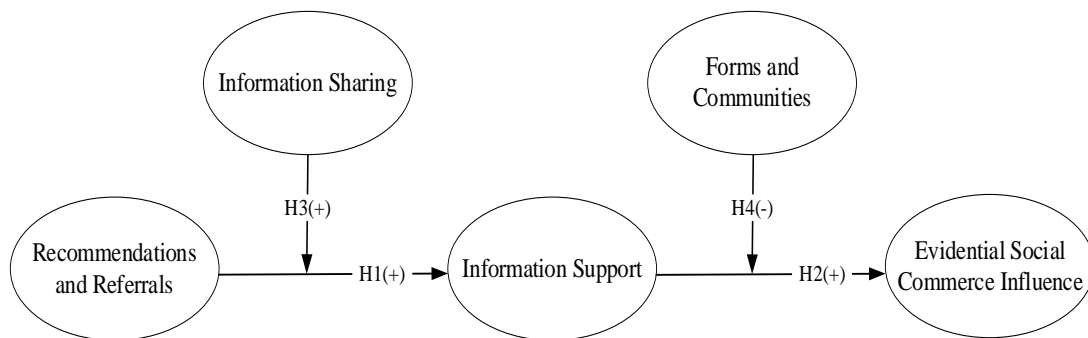 Information Sharing
Forms and
Communities
H3(+)
H4(-)
Recommendations
and Referrals
H1(+)
Information Support
H2(+)
Evidential Social
Commerce Influence